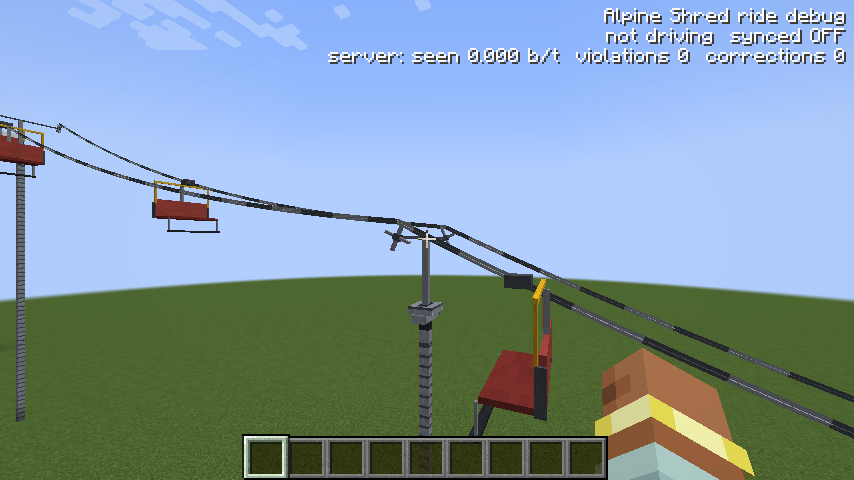 Alpine Shred ride debug
not driving synced OFF
server: seen 0.000 b/t violations 0 corrections 0